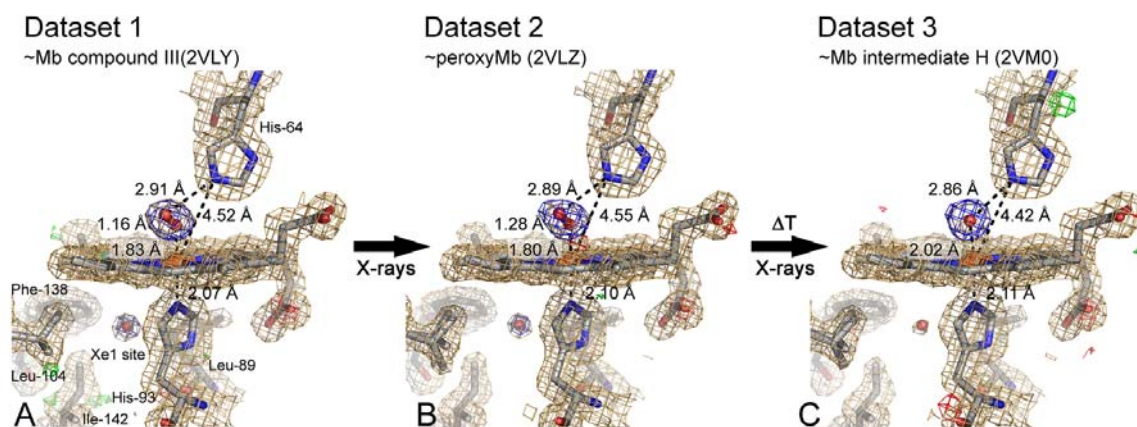 Dataset 1
~Mb compound III(2VLY)
His-64
2.91 Å
1.16 Å
4.52 Å
1.83 Å
2.07 Å
Phe-138
Xe1 site
Leu-89
Leu-104
His-93
Ile-142
A
X-rays
Dataset 2
~peroxyMb (2VLZ)
2.89 Å
1.28 Å
4.55 Å
1.80 Å
2.10 Å
B
ΔT
X-rays
Dataset 3
~Mb intermediate H (2VM0)
2.86 Å
4.42 Å
2.02 Å
2.11 Å
C